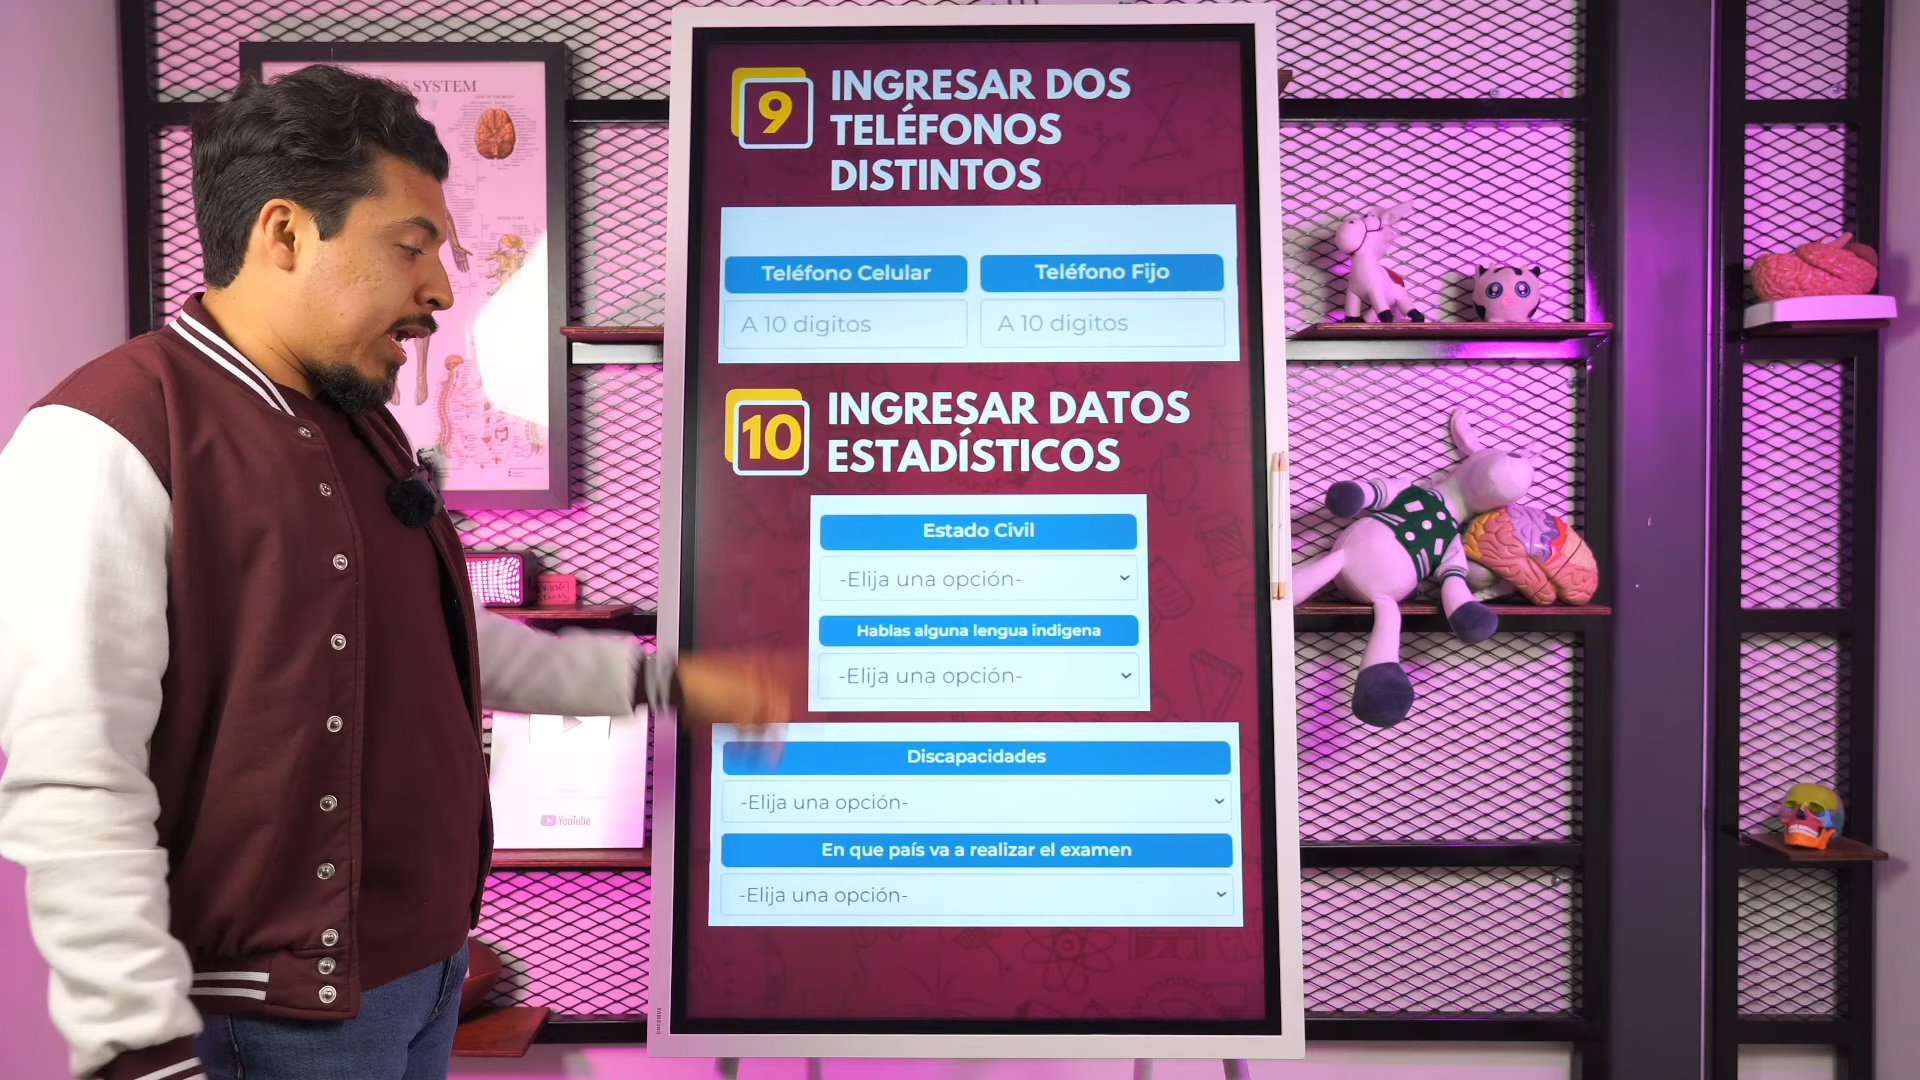 SYSTEM
9
INGRESAR DOS
TELÉFONOS
DISTINTOS
Teléfono Celular
Teléfono Fijo
A 10 digitos
A 10 digitos
10
INGRESAR DATOS
ESTADÍSTICOS
Estado Civil
-Elija una opción-
Hablas alguna lengua indigena
-Elija una opción-
Discapacidades
-Elija una opción-
En que país va a realizar el examen
-Elija una opción-
YouTube
SAMSUNG